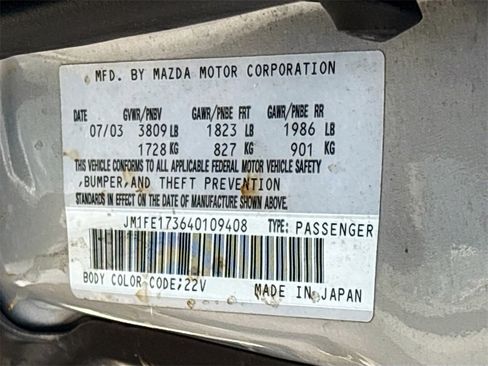 MFD. BY MAZDA MOTOR CORPORATION
DATE GVWR/PNBV GAWR/PNBE FRT GAWR/PNBE RR
07/03 3809 LB 1823 LB 1986 LB
1728 KG 827 KG 901 KG
THIS VEHICLE CONFORMS TO ALL APPLICABLE FEDERAL MOTOR VEHICLE SAFETY
,BUMPER,AND THEFT PREVENTION
STANDARDS IN EFFECT ON THE DATE OF MANUFACTURE SHOWN ABOVE.
JM1FE173640109408 TYPE: PASSENGER
BODY COLOR CODE;22V MADE IN JAPAN